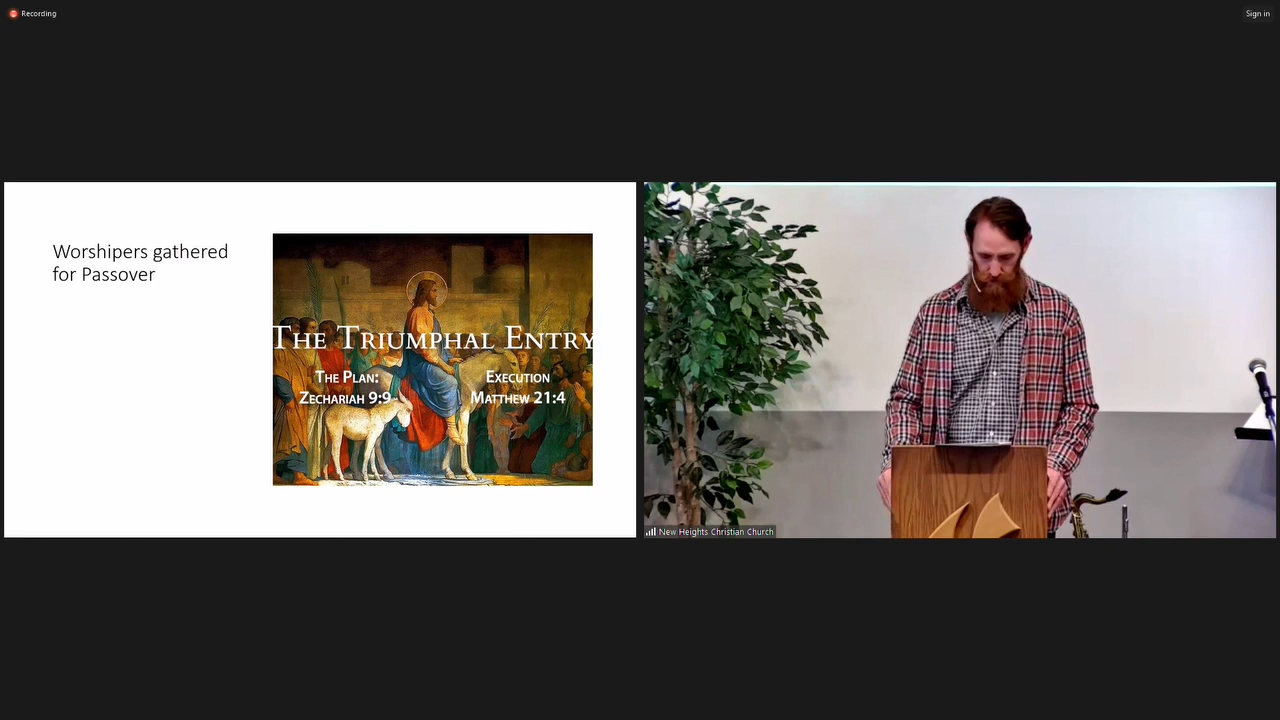 Recording
Sign in
Worshipers gathered
for Passover
The Triumphal Entry
The Plan:
Zechariah 9:9
Execution
Matthew 21:4
New Heights Christian Church